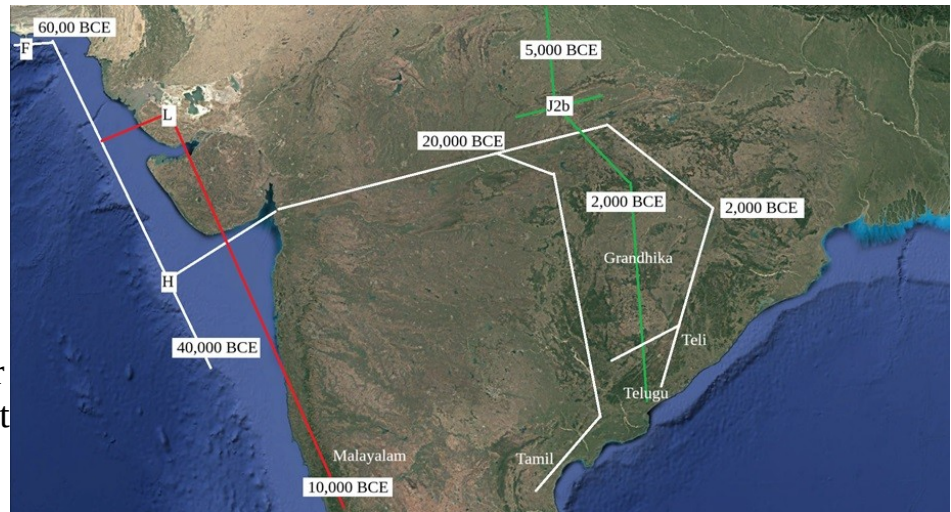 60,00 BCE
F
5,000 BCE
L
J2b
20,000 BCE
2,000 BCE
2,000 BCE
Grandhika
H
40,000 BCE
Teli
r
Telugu
t
Malayalam
Tamil
10,000 BCE